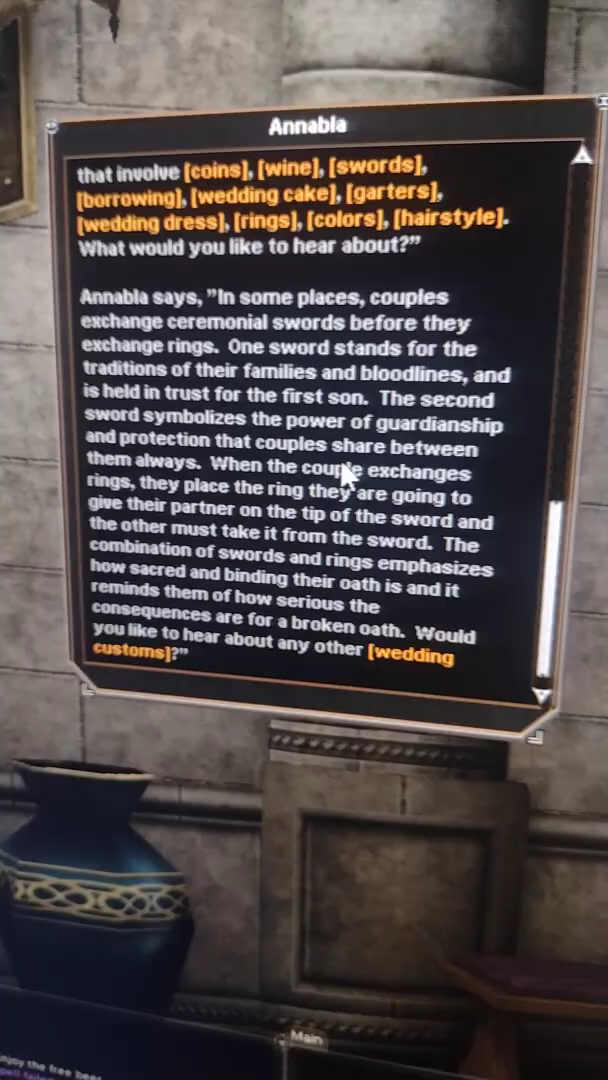 Annabla
that involve [coins], [wine], [swords],
[borrowing], [wedding cake], [garters],
[wedding dress], [rings], [colors], [hairstyle].
What would you like to hear about?”
Annabla says, ”In some places, couples
exchange ceremonial swords before they
exchange rings. One sword stands for the
traditions of their families and bloodlines, and
is held in trust for the first son. The second
sword symbolizes the power of guardianship
and protection that couples share between
them always. When the couple exchanges
rings, they place the ring they are going to
give their partner on the tip of the sword and
the other must take it from the sword. The
combination of swords and rings emphasizes
how sacred and binding their oath is and it
reminds them of how serious the
consequences are for a broken oath. Would
you like to hear about any other [wedding
customs]?”
Main
enjoy the free beer